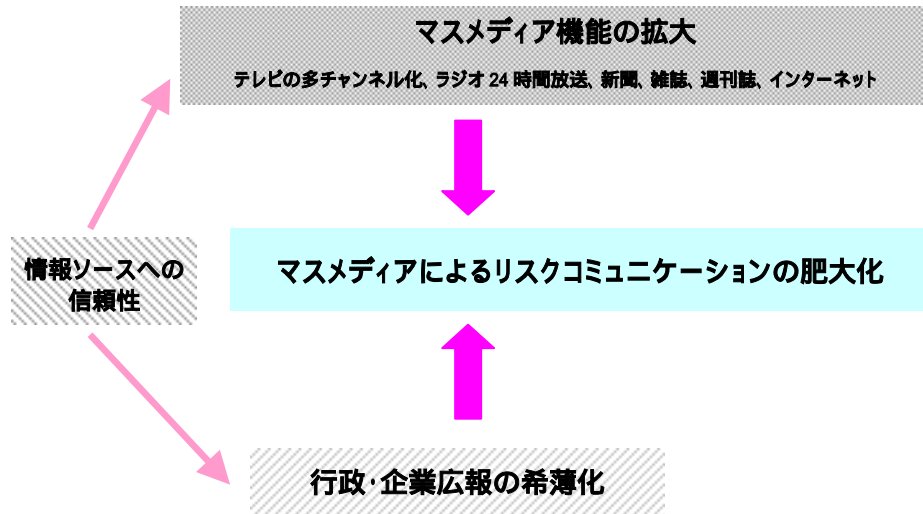 マスメディア機能の拡大
テレビの多チャンネル化、ラジオ24時間放送、新聞、雑誌、週刊誌、インターネット
情報ソースへの
信頼性
マスメディアによるリスクコミュニケーションの肥大化
行政・企業広報の希薄化